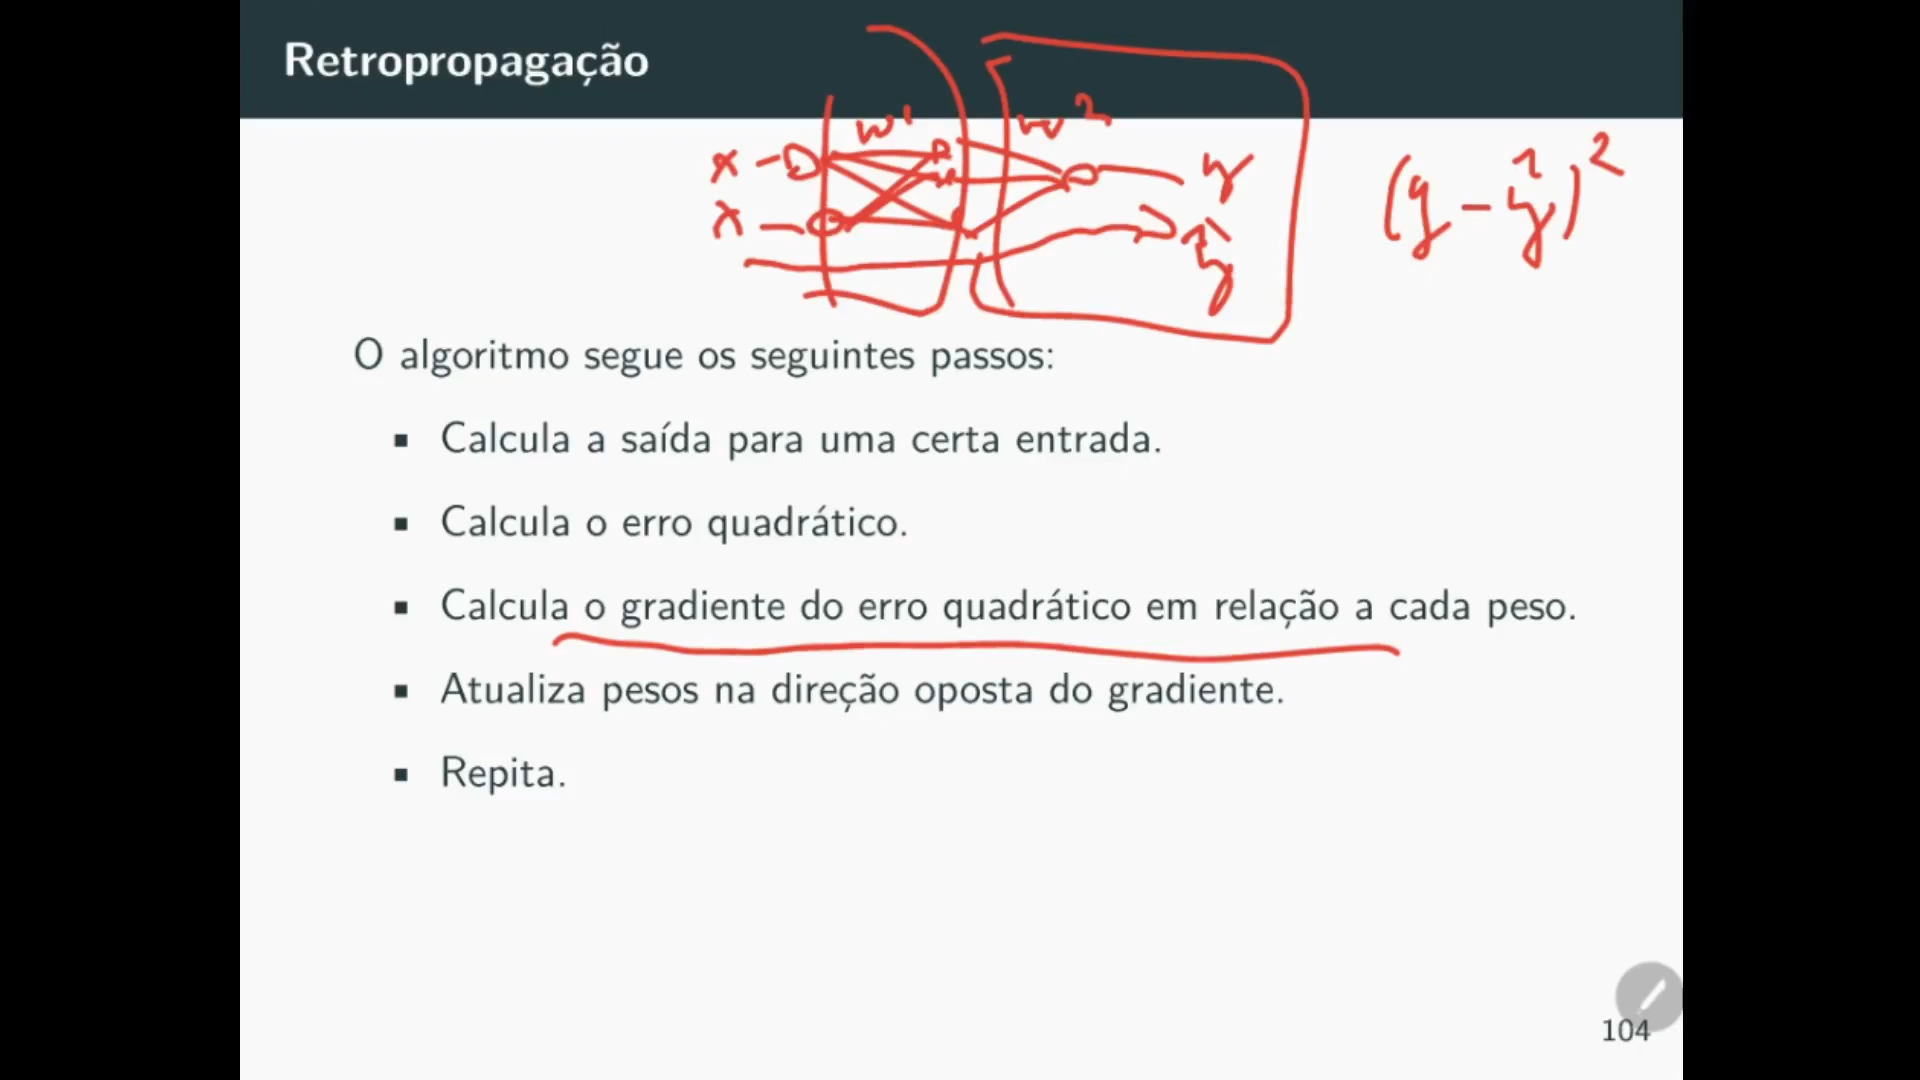 Retropropagação
w¹ w²
x y
x ŷ
(y - ŷ)²
O algoritmo segue os seguintes passos:
▪ Calcula a saída para uma certa entrada.
▪ Calcula o erro quadrático.
▪ Calcula o gradiente do erro quadrático em relação a cada peso.
▪ Atualiza pesos na direção oposta do gradiente.
▪ Repita.
104